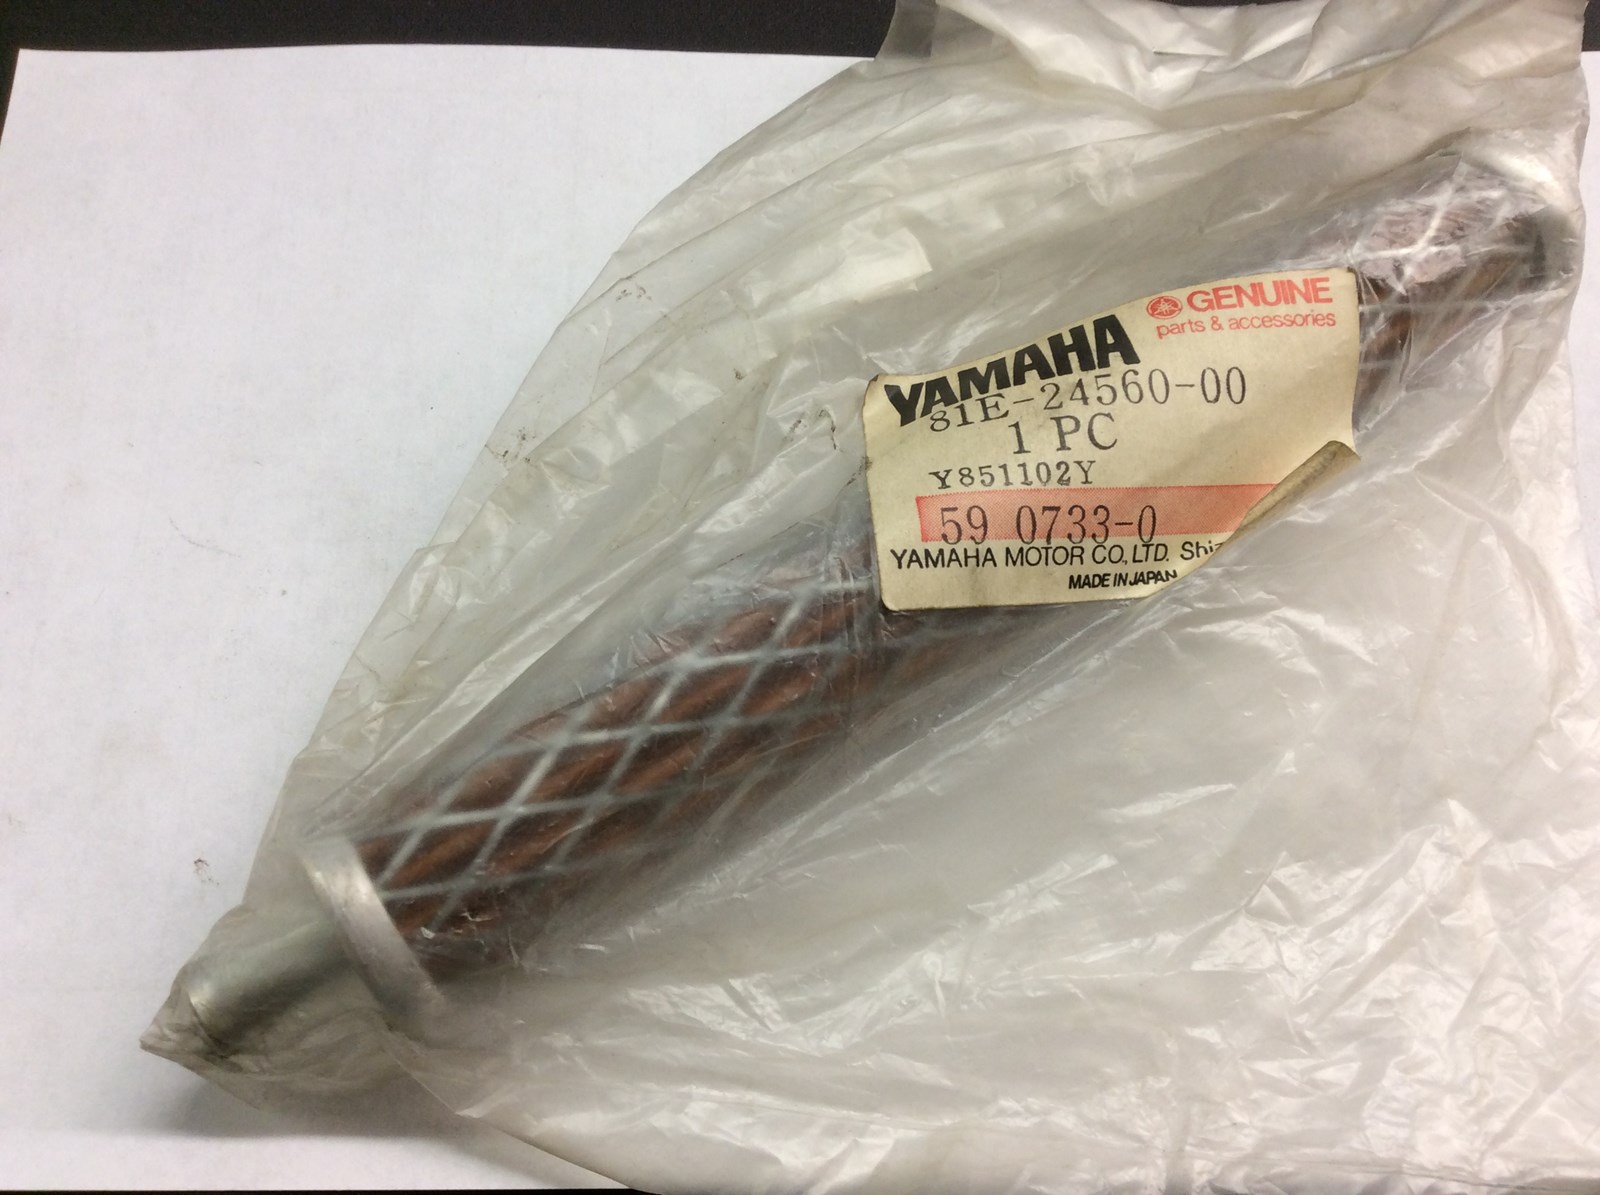 GENUINE
parts & accessories
YAMAHA
81E-24560-00
1 PC
Y851102Y
59 0733-0
YAMAHA MOTOR CO., LTD.
MADE IN JAPAN